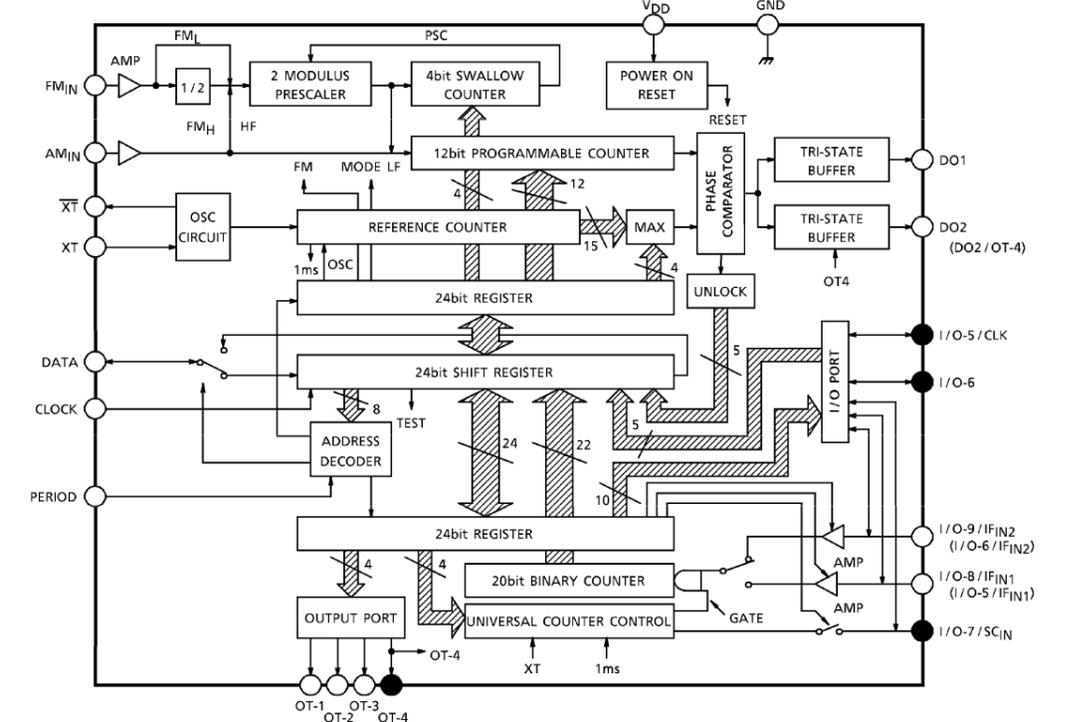 VDD
GND
FML
PSC
AMP
FMIN
1/2
2 MODULUS
PRESCALER
4bit SWALLOW
COUNTER
POWER ON
RESET
RESET
FMH
HF
AMIN
12bit PROGRAMMABLE COUNTER
PHASE
COMPARATOR
TRI-STATE
BUFFER
DO1
FM
MODE
LF
4
12
XT
OSC
CIRCUIT
XT
REFERENCE COUNTER
15
MAX
TRI-STATE
BUFFER
DO2
(DO2/OT-4)
1ms
OSC
4
OT4
24bit REGISTER
UNLOCK
I/O-5/CLK
DATA
24bit SHIFT REGISTER
5
I/O PORT
I/O-6
CLOCK
8
TEST
5
ADDRESS
DECODER
24
22
PERIOD
10
24bit REGISTER
I/O-9/IFIN2
(I/O-6/IFIN2)
AMP
4
4
20bit BINARY COUNTER
I/O-8/IFIN1
(I/O-5/IFIN1)
AMP
OUTPUT PORT
UNIVERSAL COUNTER CONTROL
GATE
I/O-7/SCIN
OT-4
XT
1ms
OT-1
OT-2
OT-3
OT-4